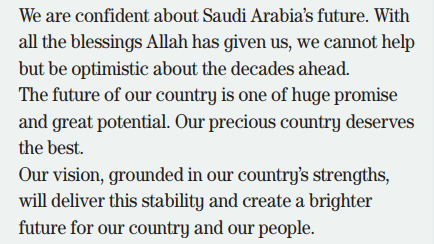 We are confident about Saudi Arabia's future. With
all the blessings Allah has given us, we cannot help
but be optimistic about the decades ahead.
The future of our country is one of huge promise
and great potential. Our precious country deserves
the best.
Our vision, grounded in our country's strengths,
will deliver this stability and create a brighter
future for our country and our people.